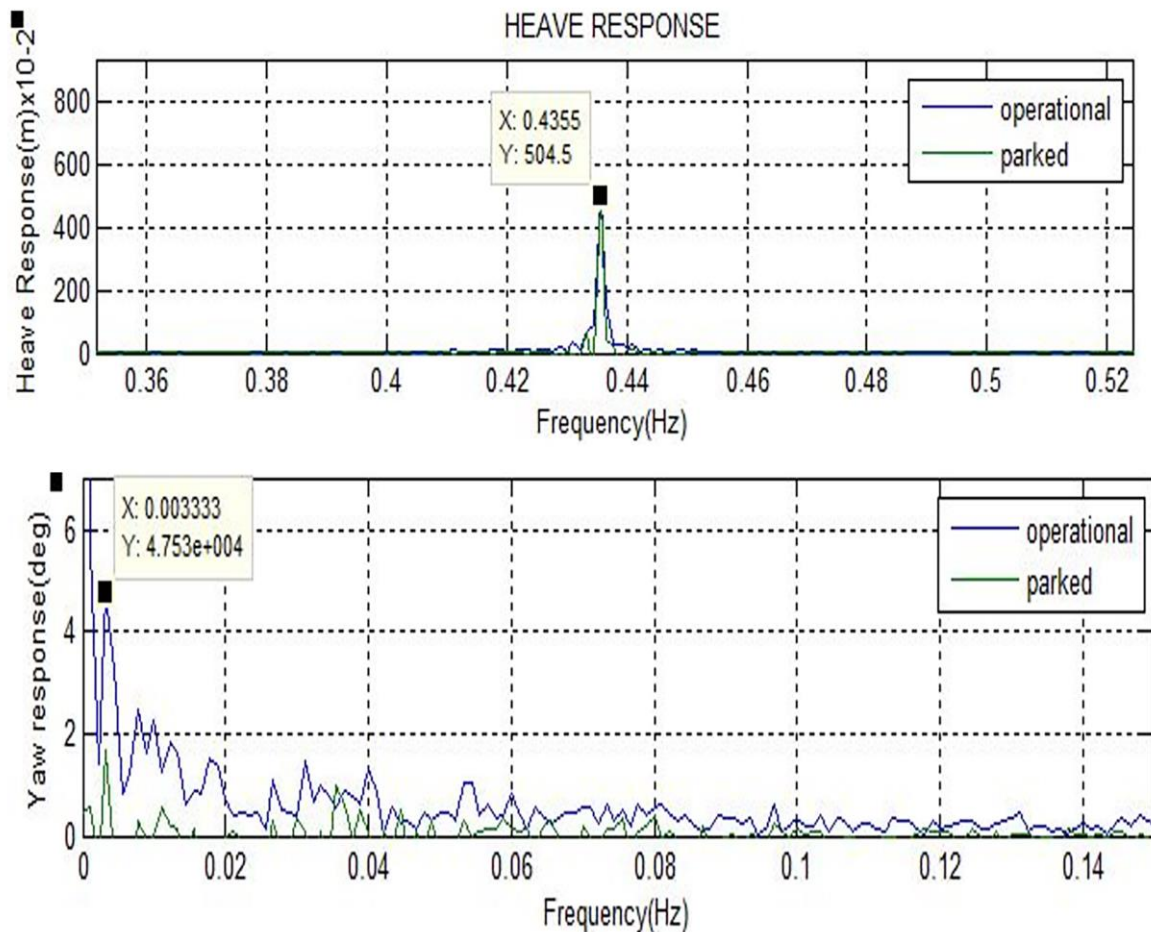 HEAVE RESPONSE
Heave Response(m)x10-2
800
600
400
200
0
X: 0.4355
Y: 504.5
operational
parked
0.36 0.38 0.4 0.42 0.44 0.46 0.48 0.5 0.52
Frequency(Hz)
Yaw response(deg)
6
4
2
0
X: 0.003333
Y: 4.753e+004
operational
parked
0 0.02 0.04 0.06 0.08 0.1 0.12 0.14
Frequency(Hz)